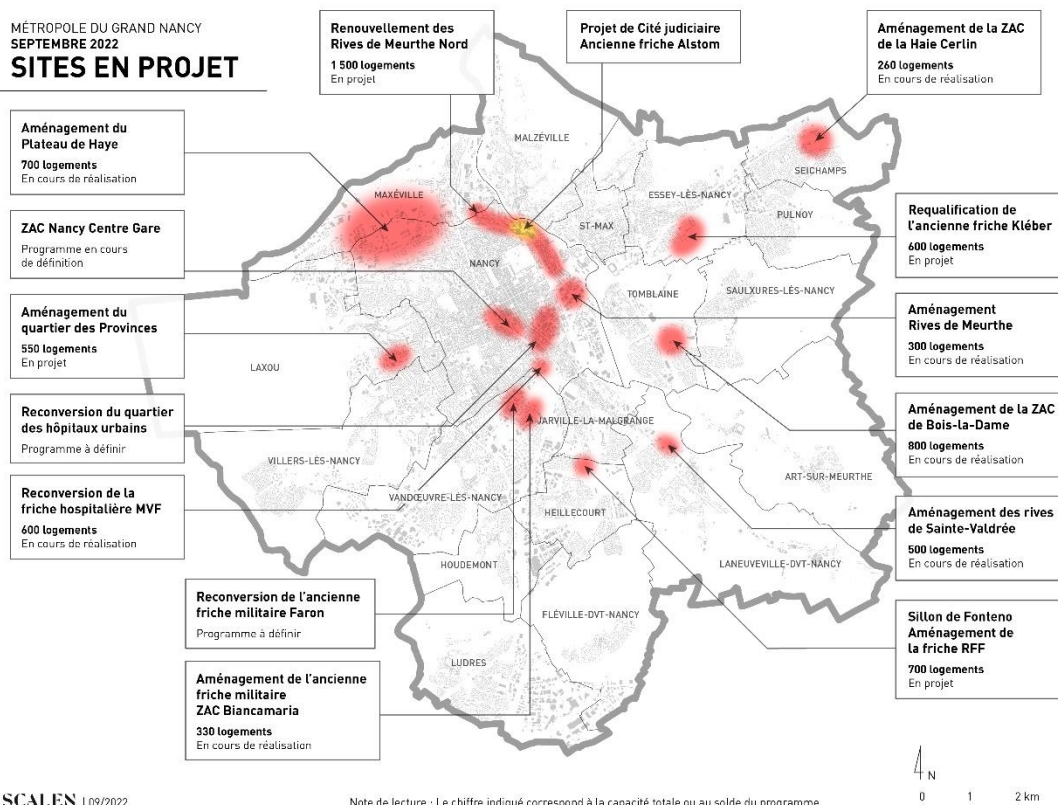 MÉTROPOLE DU GRAND NANCY
SEPTEMBRE 2022
SITES EN PROJET
Renouvellement des
Rives de Meurthe Nord
1 500 logements
En projet
Projet de Cité judiciaire
Ancienne friche Alstom
Aménagement de la ZAC
de la Haie Cerlin
260 logements
En cours de réalisation
Aménagement du
Plateau de Haye
700 logements
En cours de réalisation
ZAC Nancy Centre Gare
Programme en cours
de définition
Aménagement du
quartier des Provinces
550 logements
En projet
Reconversion du quartier
des hôpitaux urbains
Programme à définir
Reconversion de la
friche hospitalière MVF
600 logements
En cours de réalisation
Reconversion de l'ancienne
friche militaire Faron
Programme à définir
Aménagement de l'ancienne
friche militaire
ZAC Biancamaria
330 logements
En cours de réalisation
Requalification de
l'ancienne friche Kléber
600 logements
En projet
Aménagement
Rives de Meurthe
300 logements
En cours de réalisation
Aménagement de la ZAC
de Bois-la-Dame
800 logements
En cours de réalisation
Aménagement des rives
de Sainte-Valdrée
500 logements
En cours de réalisation
Sillon de Fonteno
Aménagement de
la friche RFF
700 logements
En projet
MALZÉVILLE
MAXÉVILLE
SEICHAMPS
ESSEY-LÈS-NANCY
PULNOY
ST-MAX
NANCY
TOMBLAINE
SAULXURES-LÈS-NANCY
LAXOU
JARVILLE-LA-MALGRANGE
VILLERS-LÈS-NANCY
ART-SUR-MEURTHE
VANDŒUVRE-LÈS-NANCY
HEILLECOURT
HOUDEMONT
LANEUVEVILLE-DVT-NANCY
FLÉVILLE-DVT-NANCY
LUDRES
N
0 1 2 km
SCALEN | 09/2022
Note de lecture : Le chiffre indiqué correspond à la capacité totale ou au solde du programme